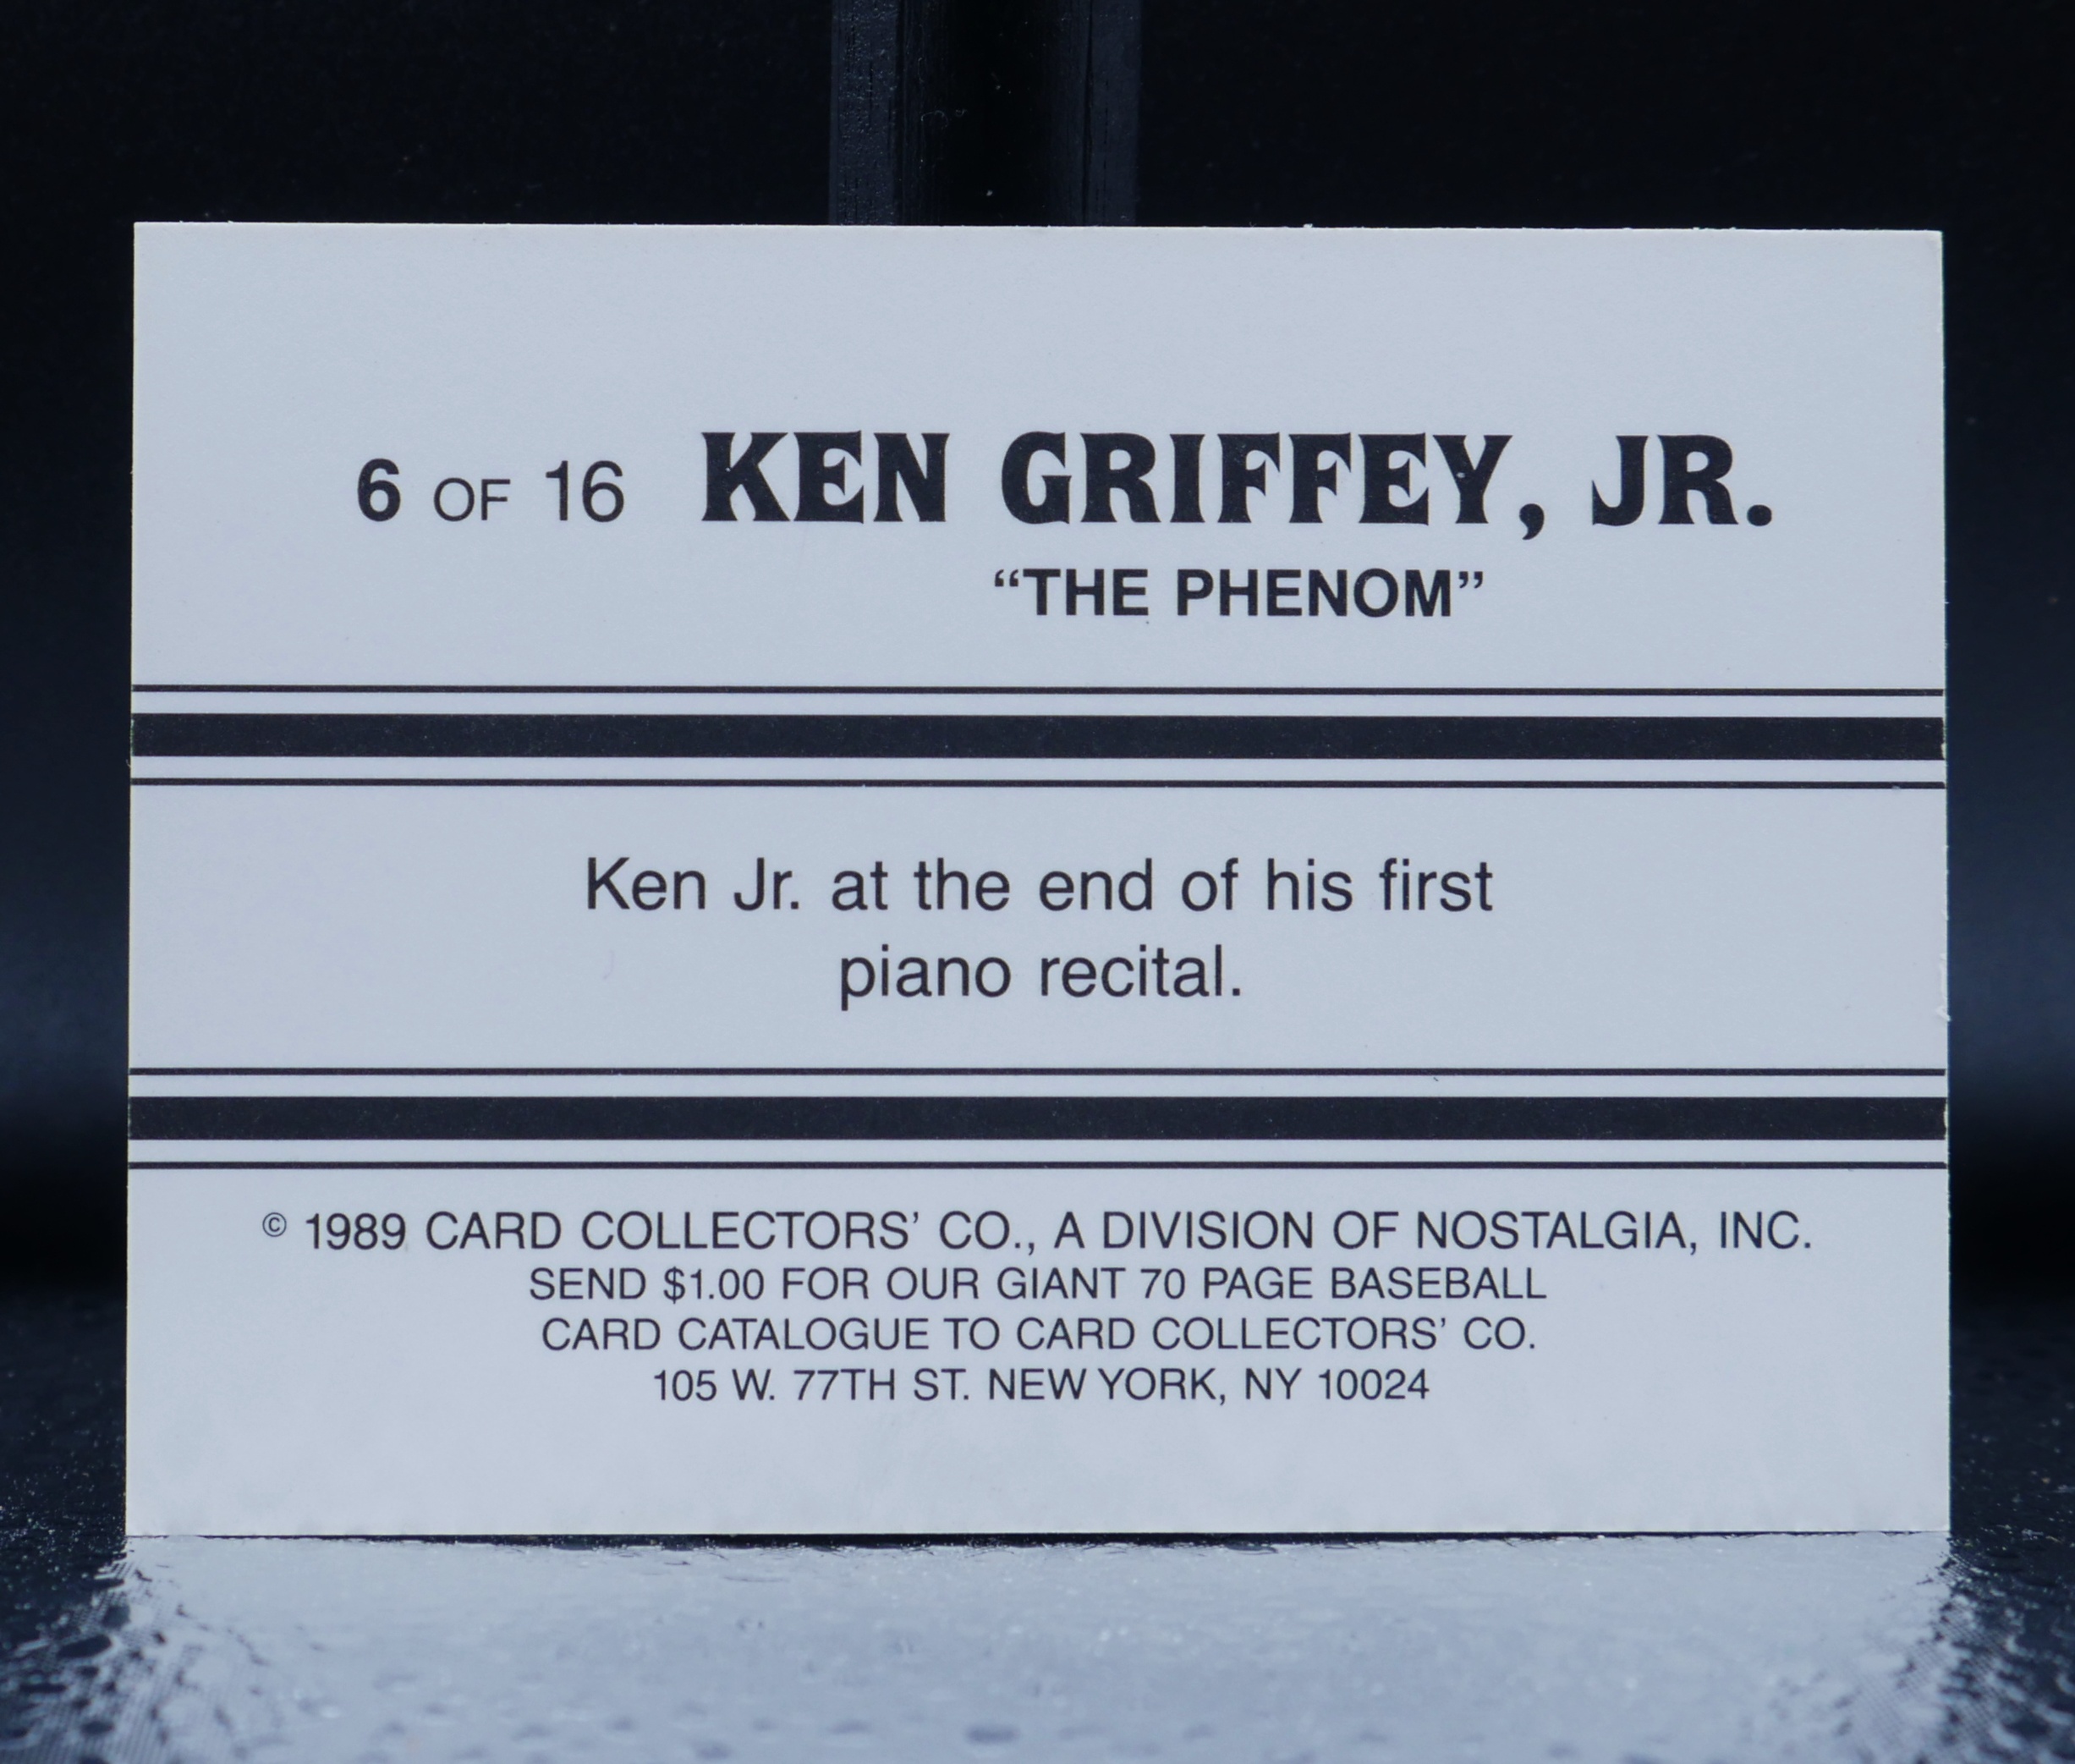 6 OF 16 KEN GRIFFEY, JR.
“THE PHENOM”
Ken Jr. at the end of his first
piano recital.
© 1989 CARD COLLECTORS’ CO., A DIVISION OF NOSTALGIA, INC.
SEND $1.00 FOR OUR GIANT 70 PAGE BASEBALL
CARD CATALOGUE TO CARD COLLECTORS’ CO.
105 W. 77TH ST. NEW YORK, NY 10024